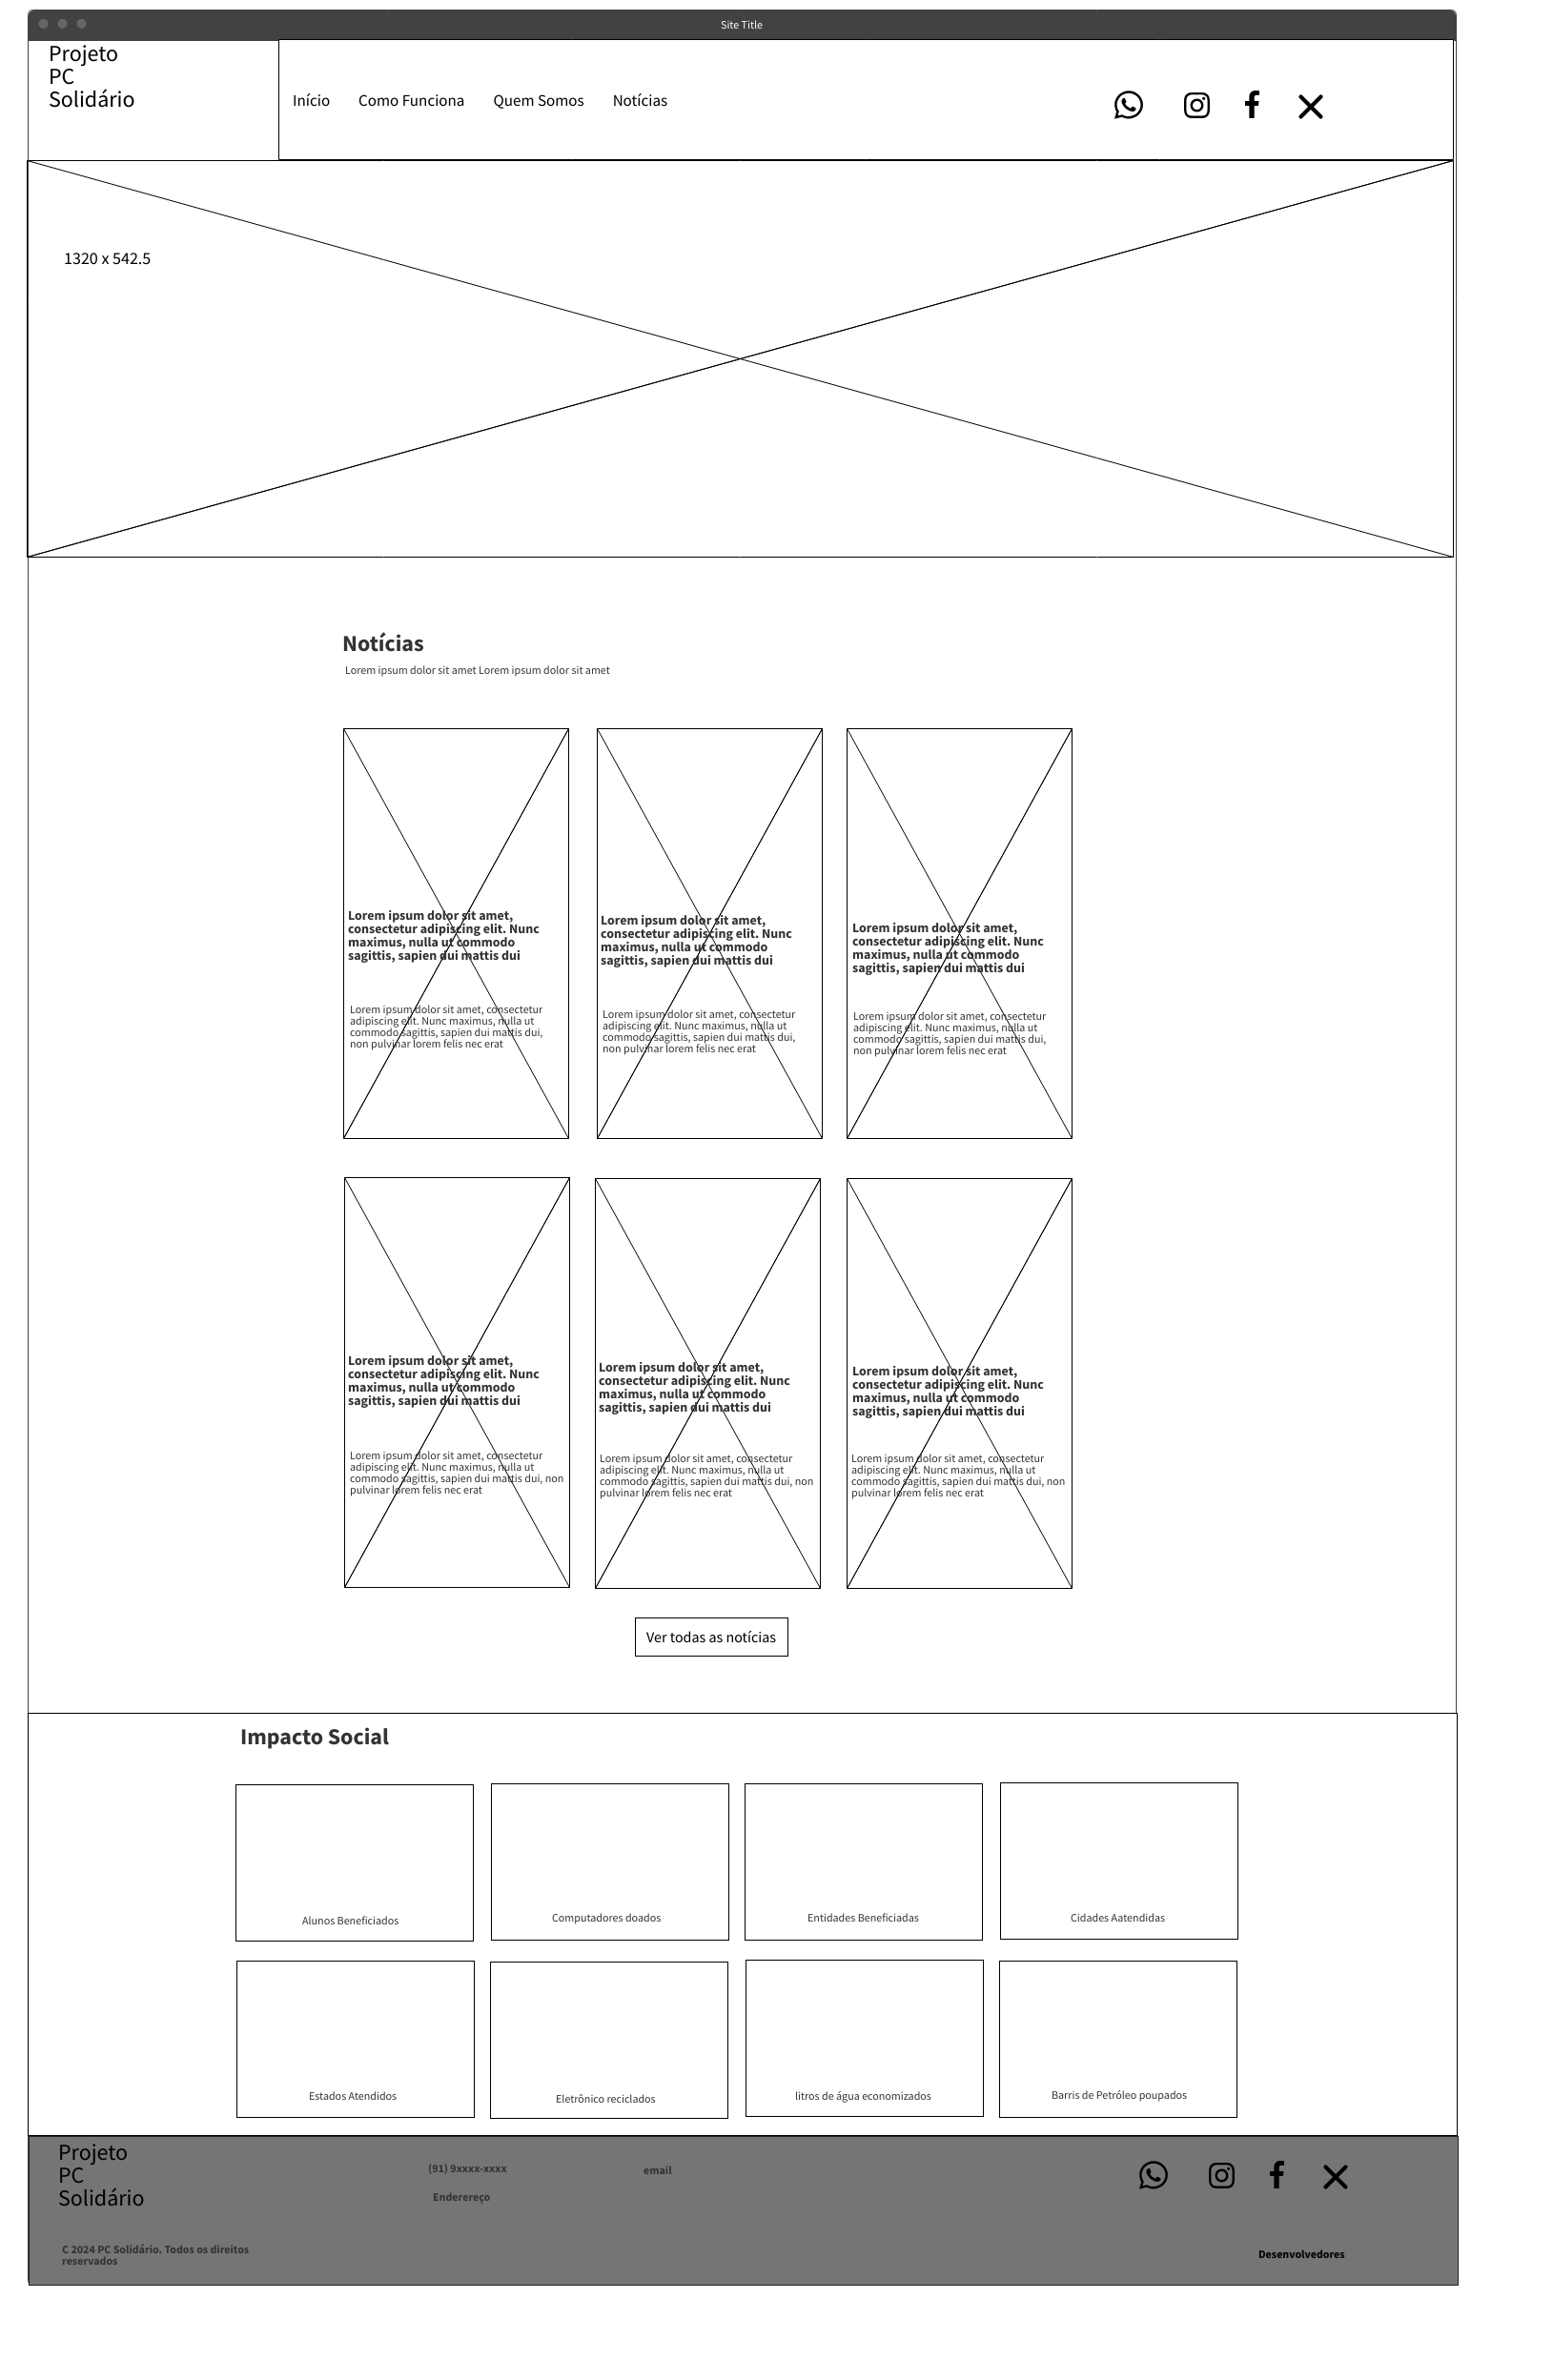 Site Title
Projeto
PC
Solidário
Início
Como Funciona
Quem Somos
Notícias
1320 x 542.5
Notícias
Lorem ipsum dolor sit amet Lorem ipsum dolor sit amet
Lorem ipsum dolor sit amet,
consectetur adipiscing elit. Nunc
maximus, nulla ut commodo
sagittis, sapien dui mattis dui
Lorem ipsum dolor sit amet, consectetur
adipiscing elit. Nunc maximus, nulla ut
commodo sagittis, sapien dui mattis dui,
non pulvinar lorem felis nec erat
Lorem ipsum dolor sit amet,
consectetur adipiscing elit. Nunc
maximus, nulla ut commodo
sagittis, sapien dui mattis dui
Lorem ipsum dolor sit amet, consectetur
adipiscing elit. Nunc maximus, nulla ut
commodo sagittis, sapien dui mattis dui,
non pulvinar lorem felis nec erat
Lorem ipsum dolor sit amet,
consectetur adipiscing elit. Nunc
maximus, nulla ut commodo
sagittis, sapien dui mattis dui
Lorem ipsum dolor sit amet, consectetur
adipiscing elit. Nunc maximus, nulla ut
commodo sagittis, sapien dui mattis dui,
non pulvinar lorem felis nec erat
Lorem ipsum dolor sit amet,
consectetur adipiscing elit. Nunc
maximus, nulla ut commodo
sagittis, sapien dui mattis dui
Lorem ipsum dolor sit amet, consectetur
adipiscing elit. Nunc maximus, nulla ut
commodo sagittis, sapien dui mattis dui, non
pulvinar lorem felis nec erat
Lorem ipsum dolor sit amet,
consectetur adipiscing elit. Nunc
maximus, nulla ut commodo
sagittis, sapien dui mattis dui
Lorem ipsum dolor sit amet, consectetur
adipiscing elit. Nunc maximus, nulla ut
commodo sagittis, sapien dui mattis dui, non
pulvinar lorem felis nec erat
Lorem ipsum dolor sit amet,
consectetur adipiscing elit. Nunc
maximus, nulla ut commodo
sagittis, sapien dui mattis dui
Lorem ipsum dolor sit amet, consectetur
adipiscing elit. Nunc maximus, nulla ut
commodo sagittis, sapien dui mattis dui, non
pulvinar lorem felis nec erat
Ver todas as notícias
Impacto Social
Alunos Beneficiados
Computadores doados
Entidades Beneficiadas
Cidades Aatendidas
Estados Atendidos
Eletrônico reciclados
litros de água economizados
Barris de Petróleo poupados
Projeto
PC
Solidário
(91) 9xxxx-xxxx
email
Enderereço
C 2024 PC Solidário. Todos os direitos
reservados
Desenvolvedores